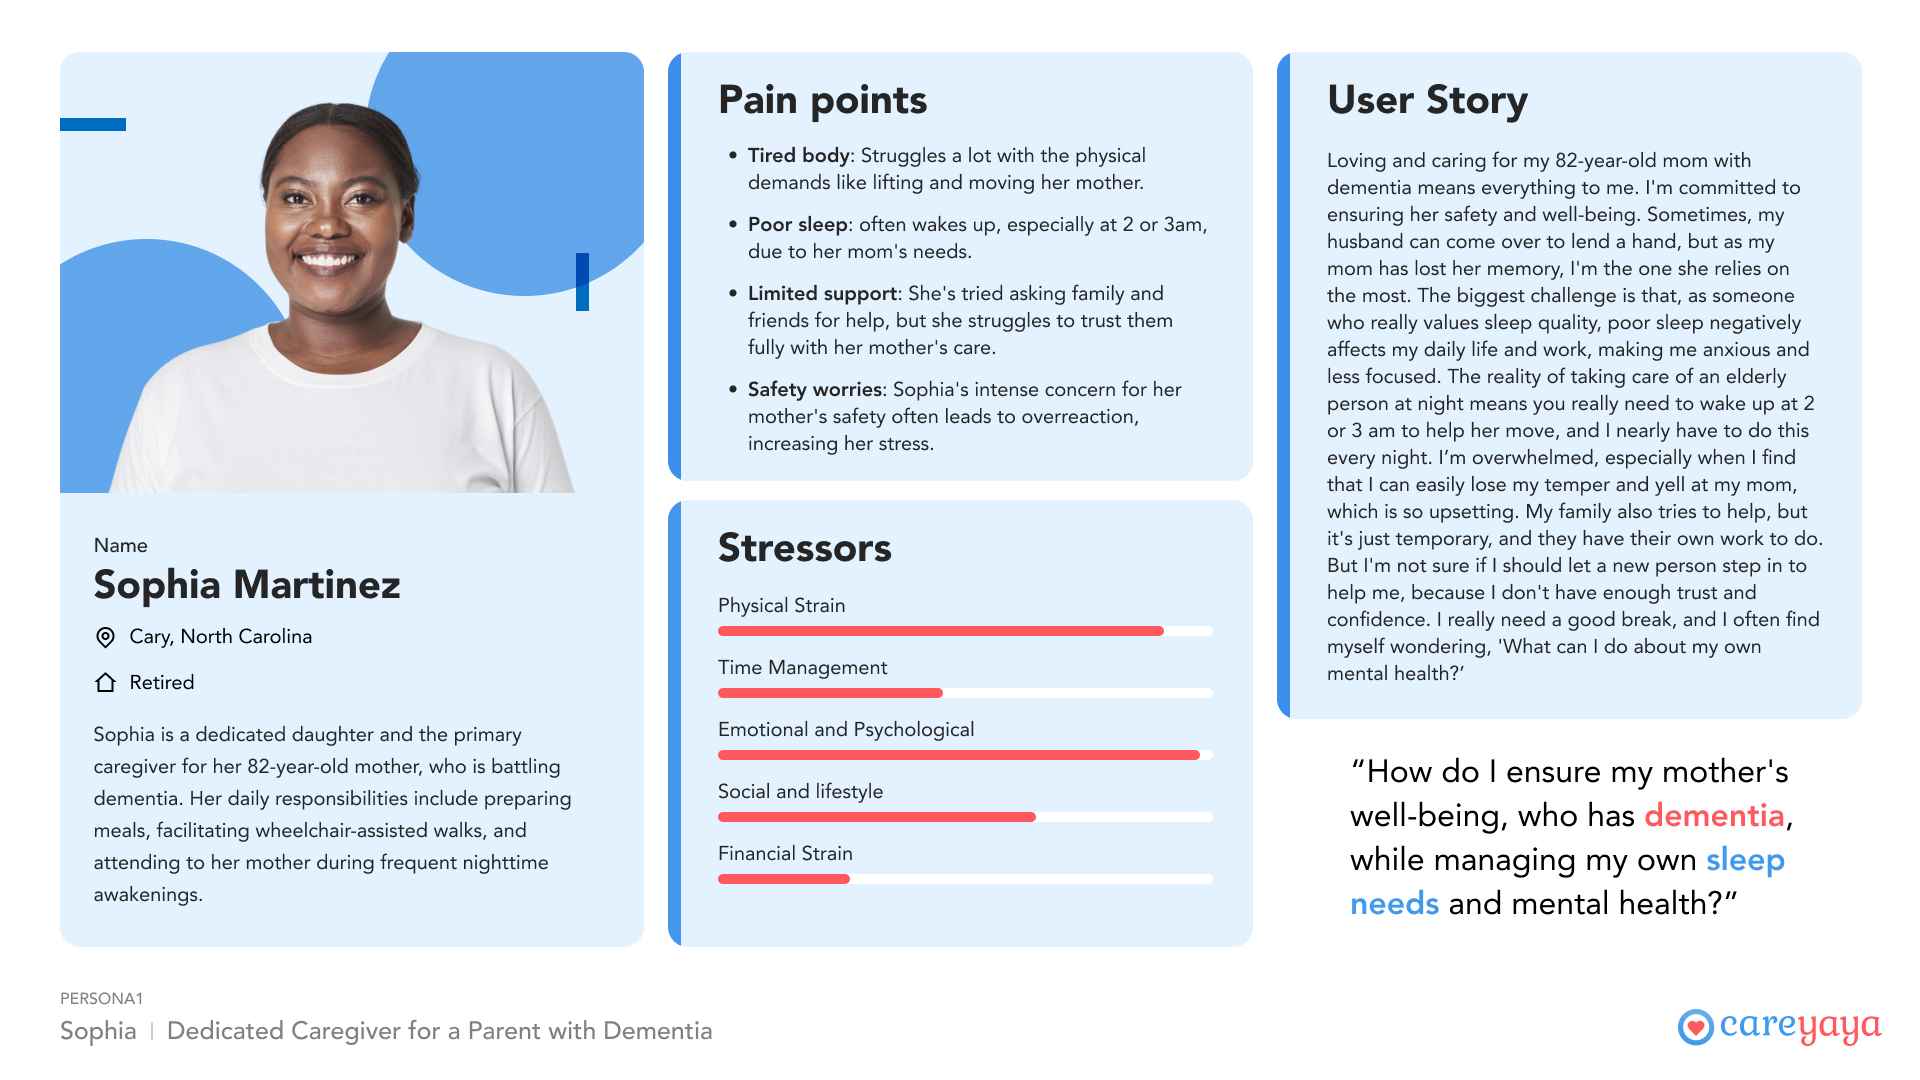 Name
Sophia Martinez
Cary, North Carolina
Retired
Sophia is a dedicated daughter and the primary
caregiver for her 82-year-old mother, who is battling
dementia. Her daily responsibilities include preparing
meals, facilitating wheelchair-assisted walks, and
attending to her mother during frequent nighttime
awakenings.
Pain points
• Tired body: Struggles a lot with the physical
demands like lifting and moving her mother.
• Poor sleep: often wakes up, especially at 2 or 3am,
due to her mom's needs.
• Limited support: She's tried asking family and
friends for help, but she struggles to trust them
fully with her mother's care.
• Safety worries: Sophia's intense concern for her
mother's safety often leads to overreaction,
increasing her stress.
Stressors
Physical Strain
Time Management
Emotional and Psychological
Social and lifestyle
Financial Strain
User Story
Loving and caring for my 82-year-old mom with
dementia means everything to me. I'm committed to
ensuring her safety and well-being. Sometimes, my
husband can come over to lend a hand, but as my
mom has lost her memory, I'm the one she relies on
the most. The biggest challenge is that, as someone
who really values sleep quality, poor sleep negatively
affects my daily life and work, making me anxious and
less focused. The reality of taking care of an elderly
person at night means you really need to wake up at 2
or 3 am to help her move, and I nearly have to do this
every night. I’m overwhelmed, especially when I find
that I can easily lose my temper and yell at my mom,
which is so upsetting. My family also tries to help, but
it's just temporary, and they have their own work to do.
But I'm not sure if I should let a new person step in to
help me, because I don't have enough trust and
confidence. I really need a good break, and I often find
myself wondering, 'What can I do about my own
mental health?’
“How do I ensure my mother's
well-being, who has dementia,
while managing my own sleep
needs and mental health?”
PERSONA1
Sophia | Dedicated Caregiver for a Parent with Dementia
careyaya